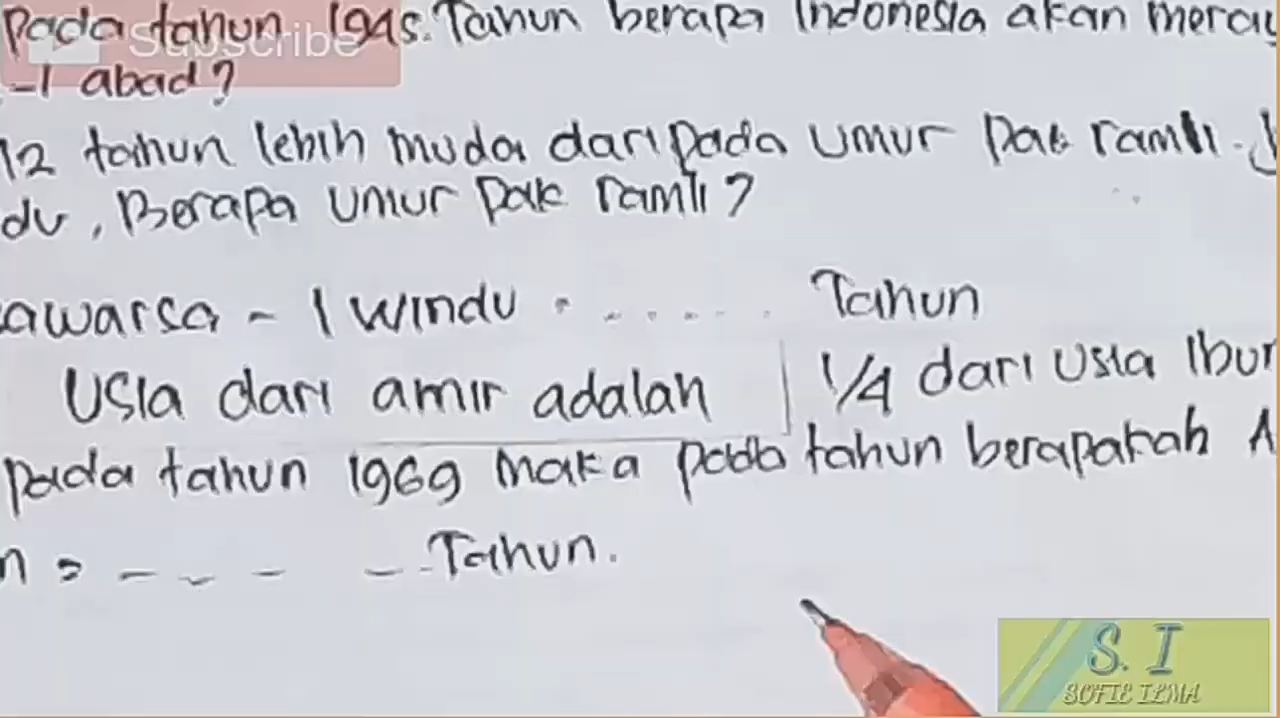 pada tahun 1945. Tahun berapa Indonesia akan meray
Subscribe
-1 abad?
12 tahun lebih muda daripada umur pak ramli. J
du, Berapa umur pak ramli?
awarsa - 1 windu = ...... Tahun
Usia dari amir adalah 1/4 dari usia Ibur
pada tahun 1969 maka pada tahun berapakah A
n = - - - - - Tahun.
S. I
SOFIE ILMA